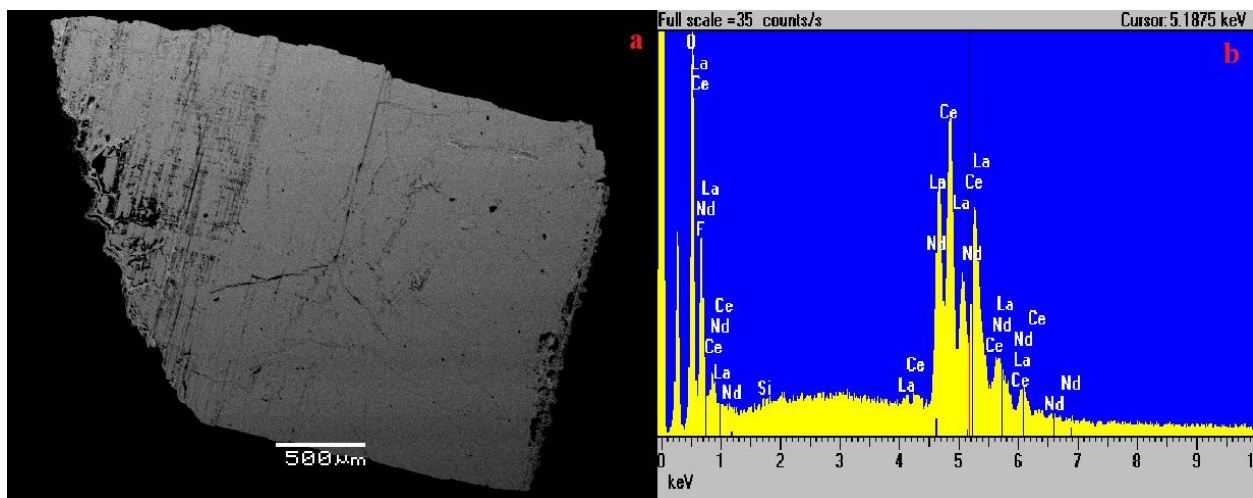 a
500µm
Full scale =35 counts/s
Cursor: 5.1875 keV
b
O
La
Ce
La
Nd
F
Ce
Nd
Ce
La
Nd
Si
La
Ce
La
Nd
Ce
La
La
Ce
Nd
Ce
La
Nd
Ce
Nd
La
Ce
Nd
Nd
0 1 2 3 4 5 6 7 8 9 10
keV